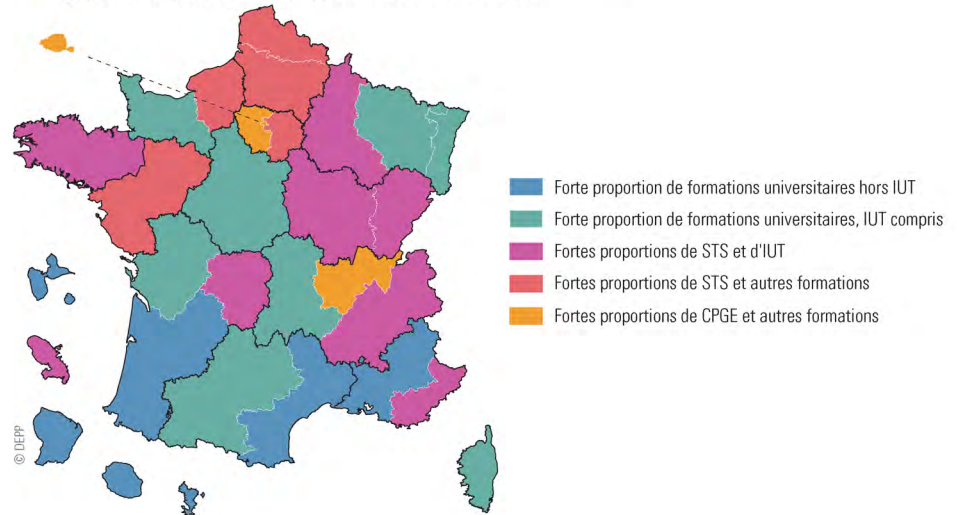 Forte proportion de formations universitaires hors IUT
Forte proportion de formations universitaires, IUT compris
Fortes proportions de STS et d'IUT
Fortes proportions de STS et autres formations
Fortes proportions de CPGE et autres formations
© DEPP